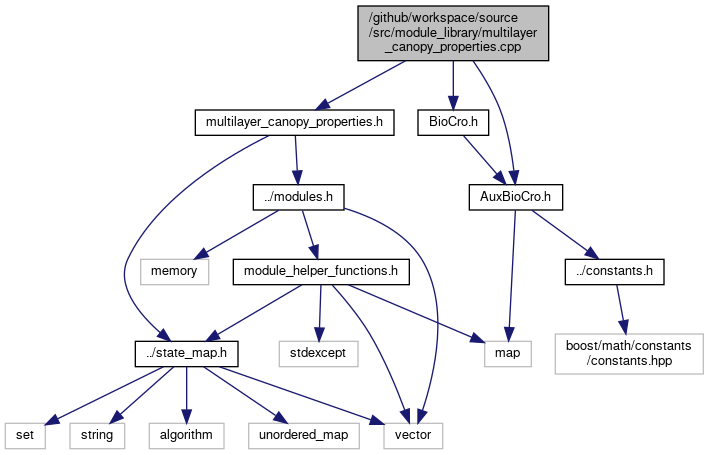 /github/workspace/source
/src/module_library/multilayer
_canopy_properties.cpp
multilayer_canopy_properties.h
BioCro.h
../modules.h
AuxBioCro.h
memory
module_helper_functions.h
../constants.h
../state_map.h
stdexcept
map
boost/math/constants
/constants.hpp
set
string
algorithm
unordered_map
vector